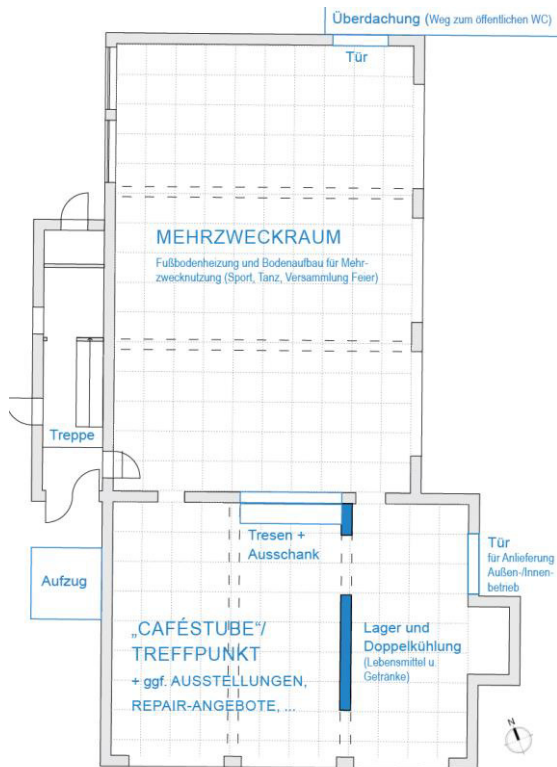 Überdachung (Weg zum öffentlichen WC)
Tür
MEHRZWECKRAUM
Fußbodenheizung und Bodenaufbau für Mehr-
zwecknutzung (Sport, Tanz, Versammlung Feier)
Treppe
Tresen +
Ausschank
Tür
für Anlieferung
Außen-/Innen-
betrieb
Aufzug
„CAFÉSTUBE“/
TREFFPUNKT
+ ggf. AUSSTELLUNGEN,
REPAIR-ANGEBOTE, ...
Lager und
Doppelkühlung
(Lebensmittel u.
Getränke)
N